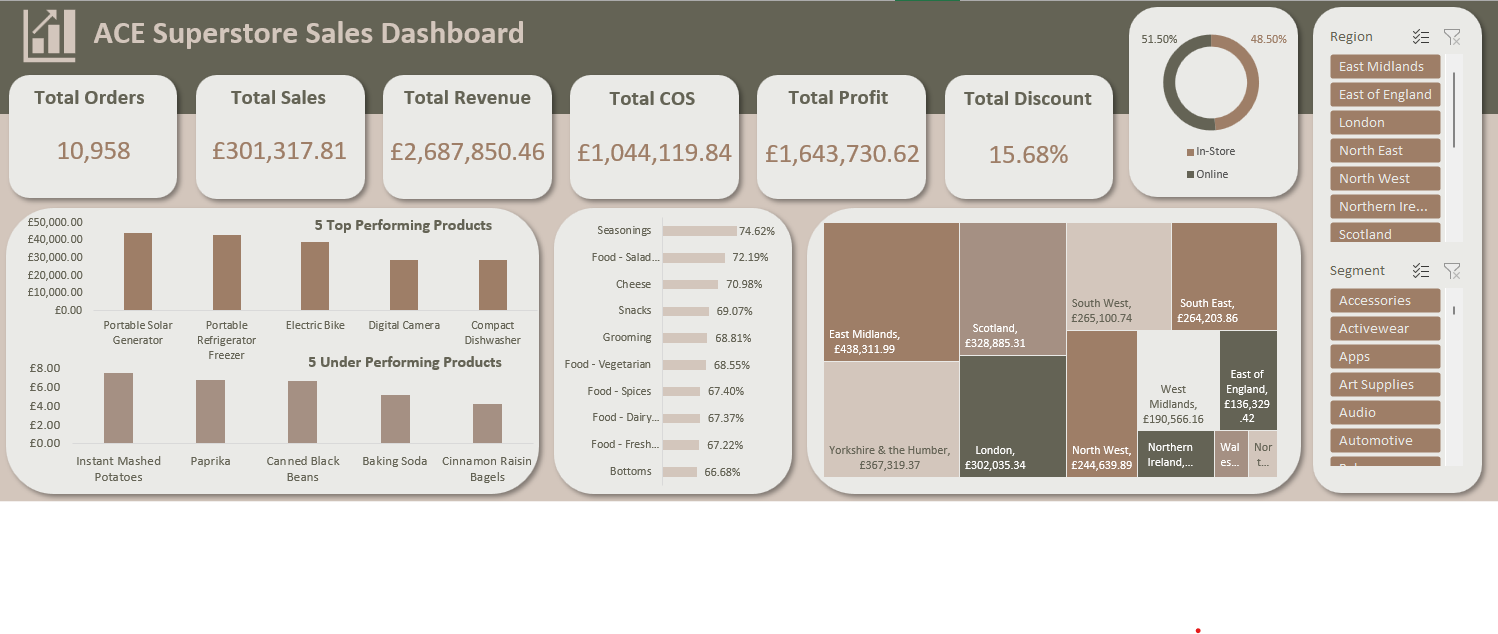 ACE Superstore Sales Dashboard
Total Orders
10,958
Total Sales
£301,317.81
Total Revenue
£2,687,850.46
Total COS
£1,044,119.84
Total Profit
£1,643,730.62
Total Discount
15.68%
51.50%
48.50%
In-Store
Online
Region
East Midlands
East of England
London
North East
North West
Northern Ire...
Scotland
Segment
Accessories
Activewear
Apps
Art Supplies
Audio
Automotive
5 Top Performing Products
£50,000.00
£40,000.00
£30,000.00
£20,000.00
£10,000.00
£0.00
Portable Solar
Generator
Portable
Refrigerator
Freezer
Electric Bike
Digital Camera
Compact
Dishwasher
5 Under Performing Products
£8.00
£6.00
£4.00
£2.00
£0.00
Instant Mashed
Potatoes
Paprika
Canned Black
Beans
Baking Soda
Cinnamon Raisin
Bagels
Seasonings 74.62%
Food - Salad... 72.19%
Cheese 70.98%
Snacks 69.07%
Grooming 68.81%
Food - Vegetarian 68.55%
Food - Spices 67.40%
Food - Dairy... 67.37%
Food - Fresh... 67.22%
Bottoms 66.68%
East Midlands,
£438,311.99
Yorkshire & the Humber,
£367,319.37
Scotland,
£328,885.31
London,
£302,035.34
South West,
£265,100.74
South East,
£264,203.86
North West,
£244,639.89
West
Midlands,
£190,566.16
East of
England,
£136,329
.42
Northern
Ireland,...
Wal
es...
Nor
t...